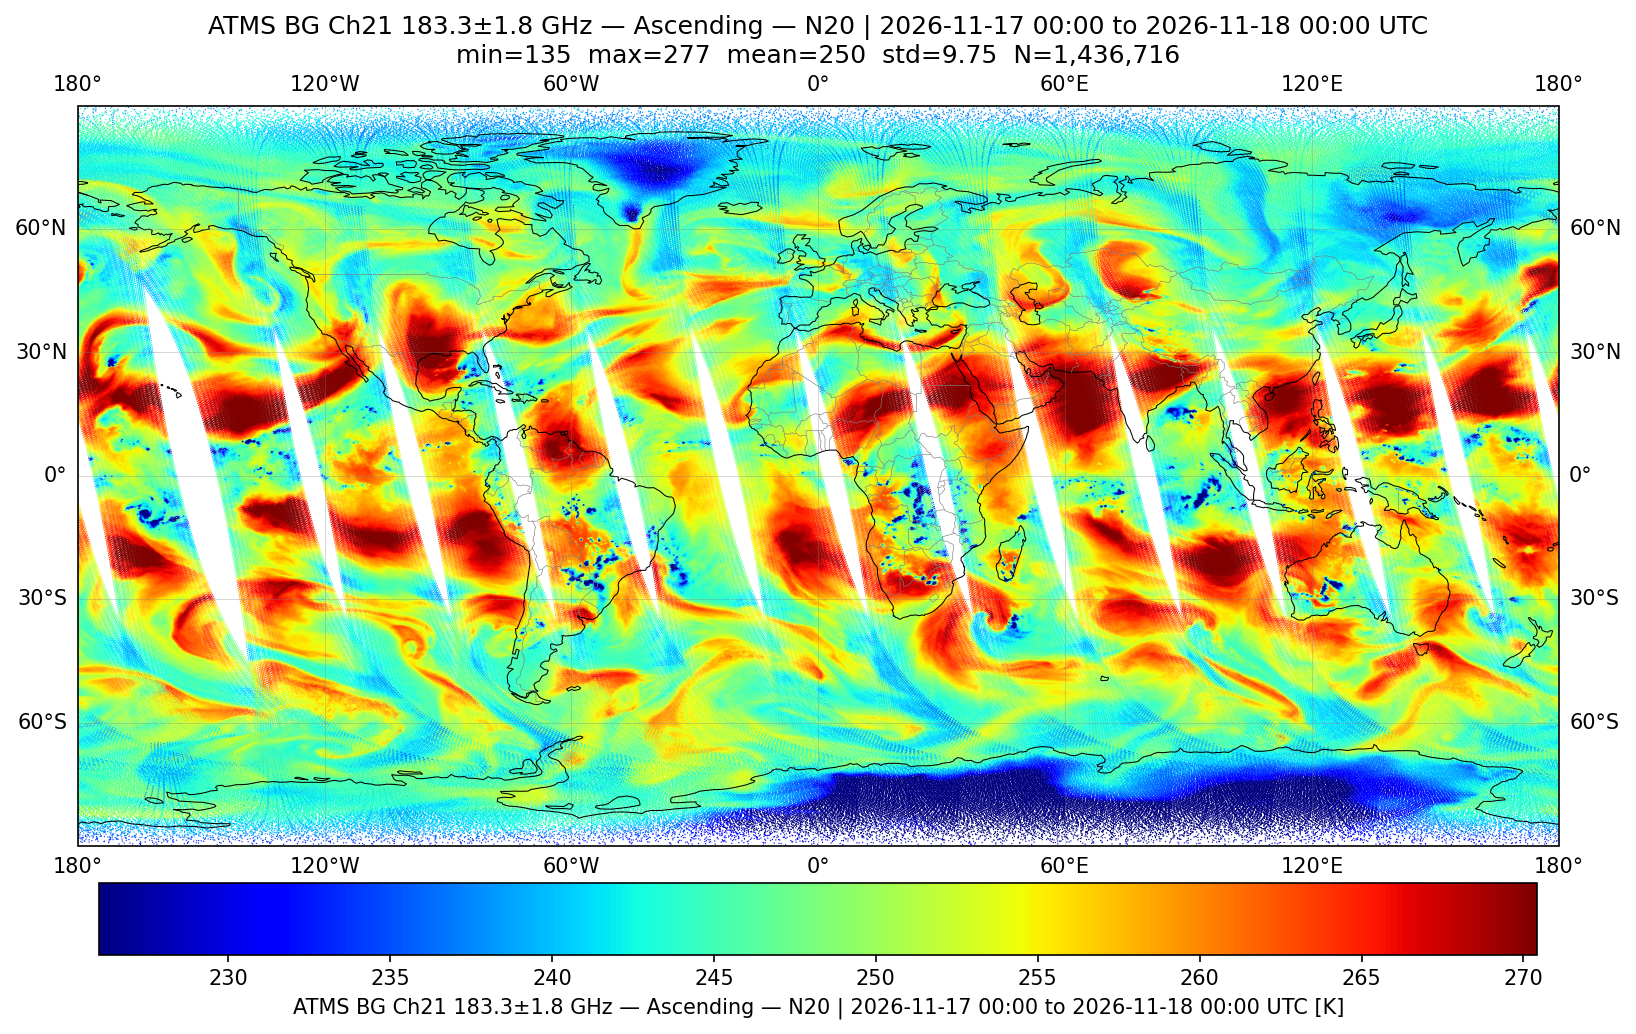 ATMS BG Ch21 183.3±1.8 GHz — Ascending — N20 | 2026-11-17 00:00 to 2026-11-18 00:00 UTC
min=135 max=277 mean=250 std=9.75 N=1,436,716
180° 120°W 60°W 0° 60°E 120°E 180°
60°N 60°N
30°N 30°N
0° 0°
30°S 30°S
60°S 60°S
180° 120°W 60°W 0° 60°E 120°E 180°
230 235 240 245 250 255 260 265 270
ATMS BG Ch21 183.3±1.8 GHz — Ascending — N20 | 2026-11-17 00:00 to 2026-11-18 00:00 UTC [K]